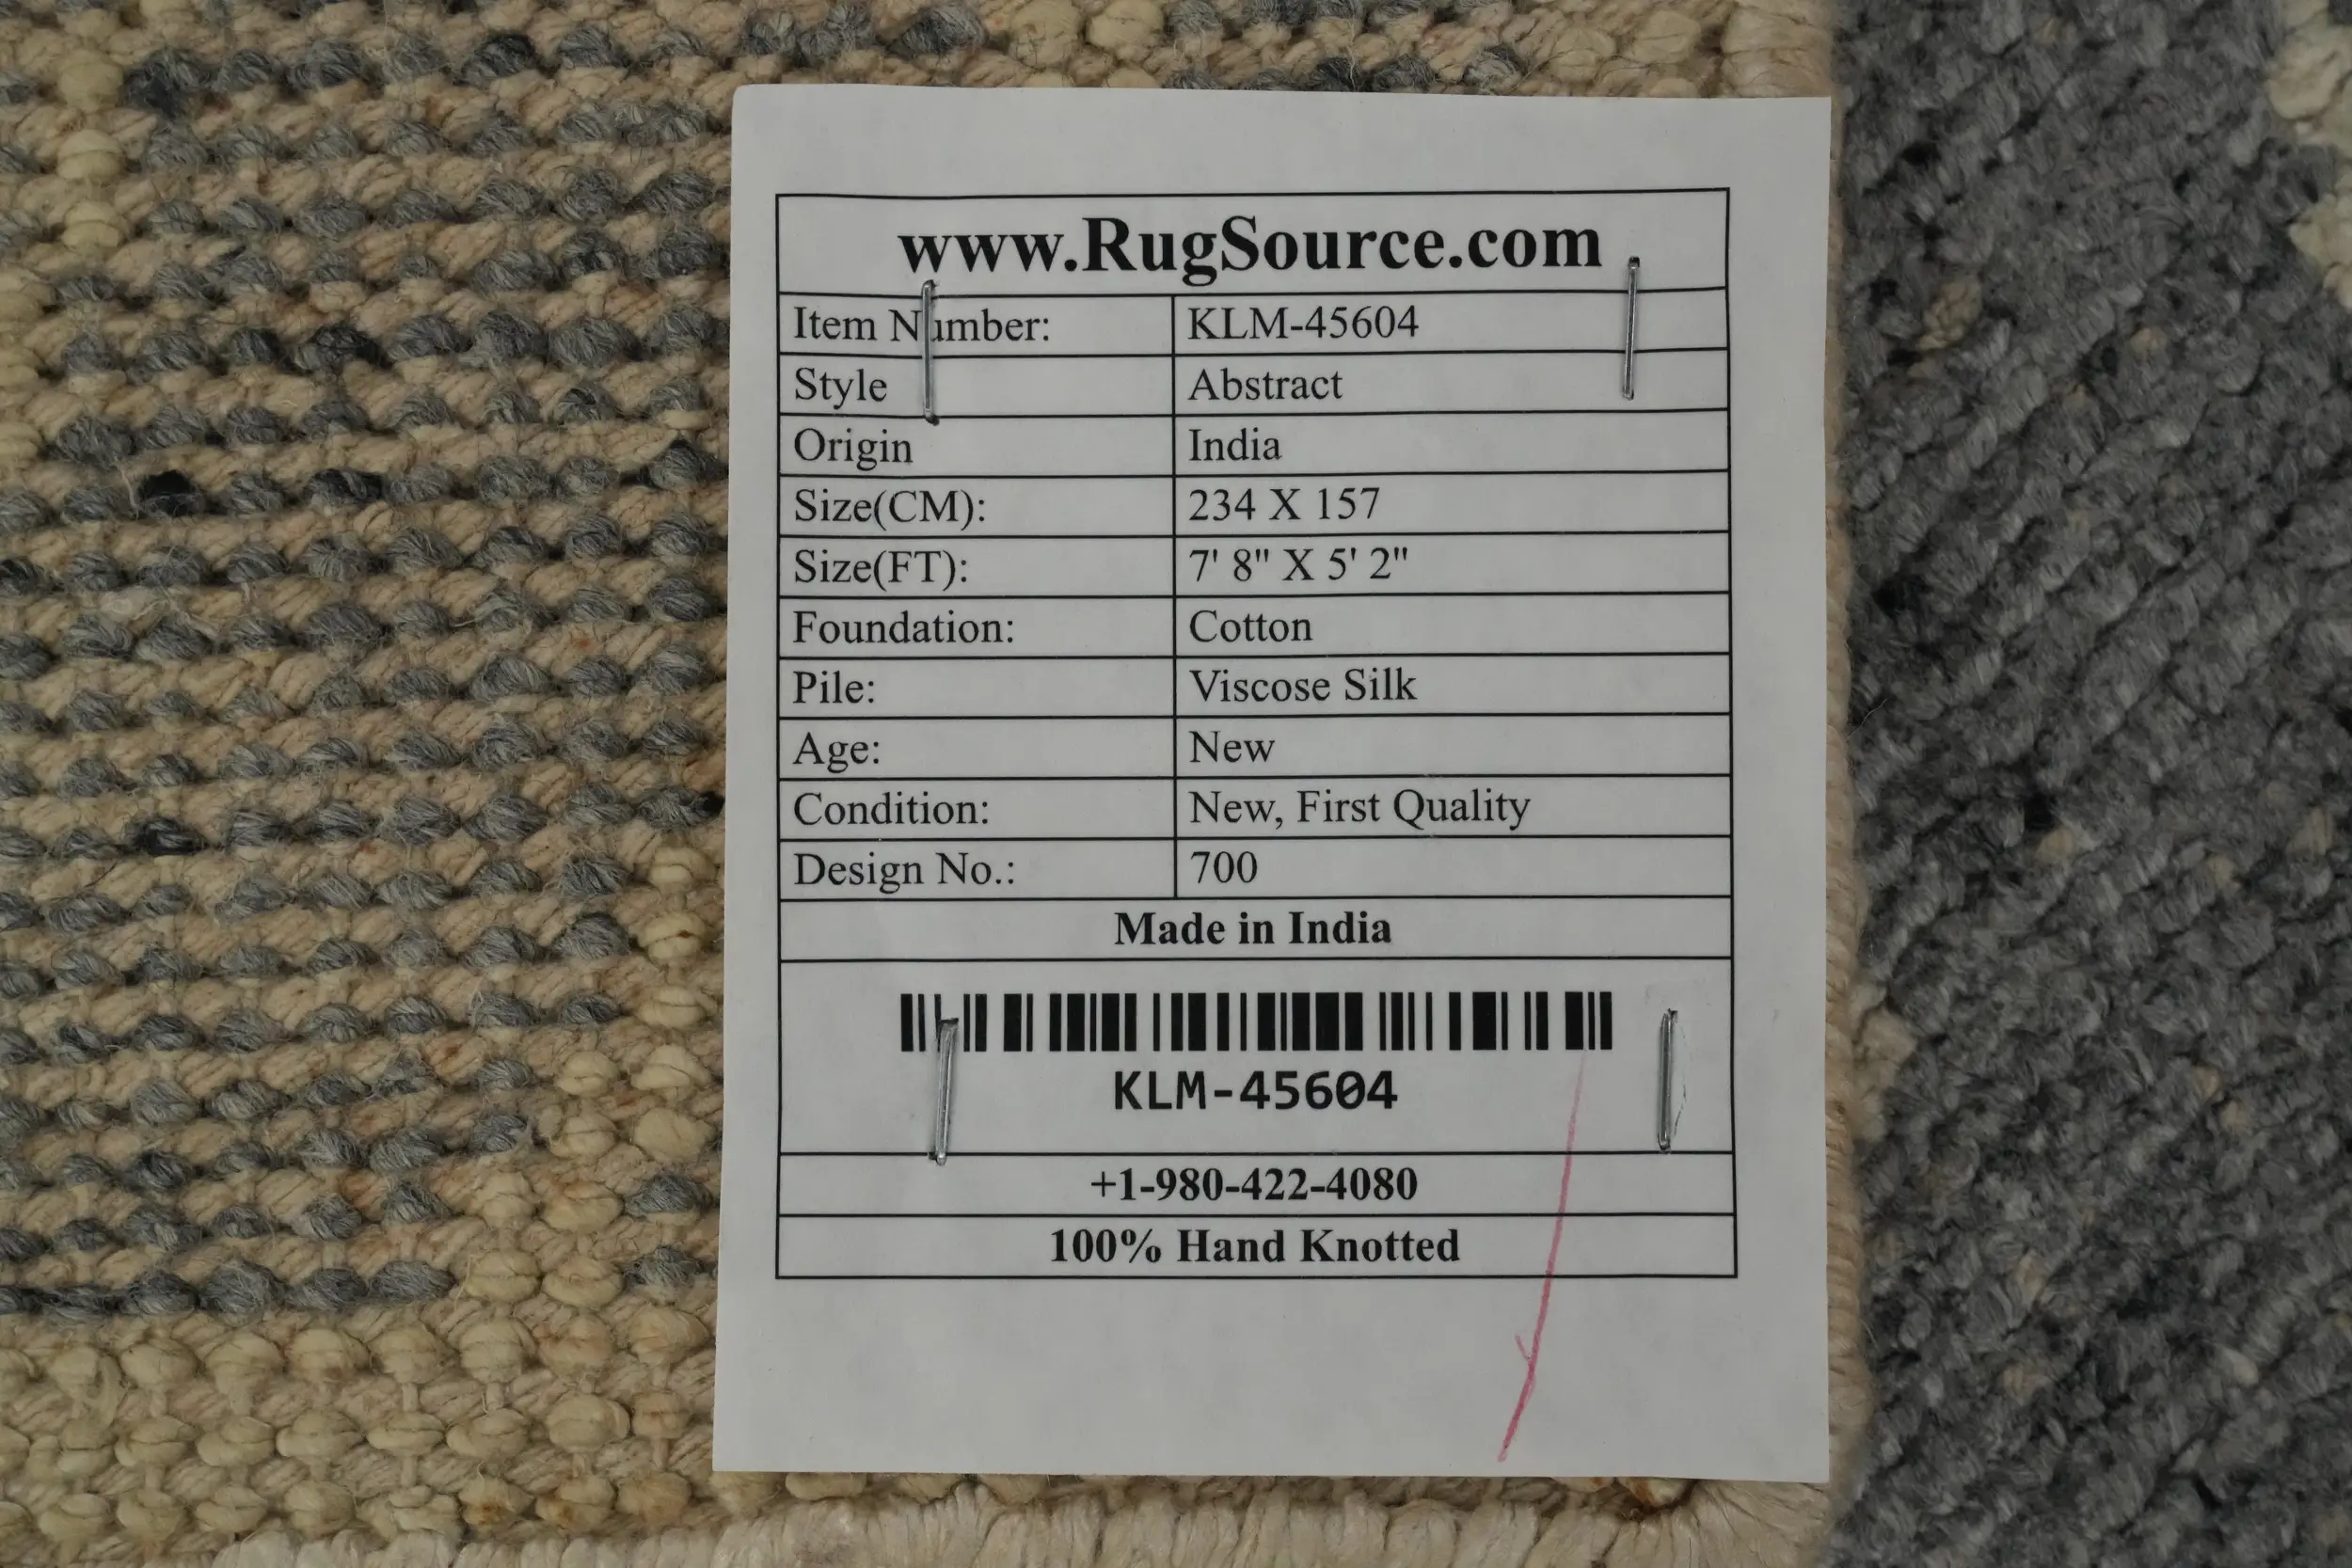 www.RugSource.com
Item Number: KLM-45604
Style Abstract
Origin India
Size(CM): 234 X 157
Size(FT): 7' 8" X 5' 2"
Foundation: Cotton
Pile: Viscose Silk
Age: New
Condition: New, First Quality
Design No.: 700
Made in India
KLM-45604
+1-980-422-4080
100% Hand Knotted